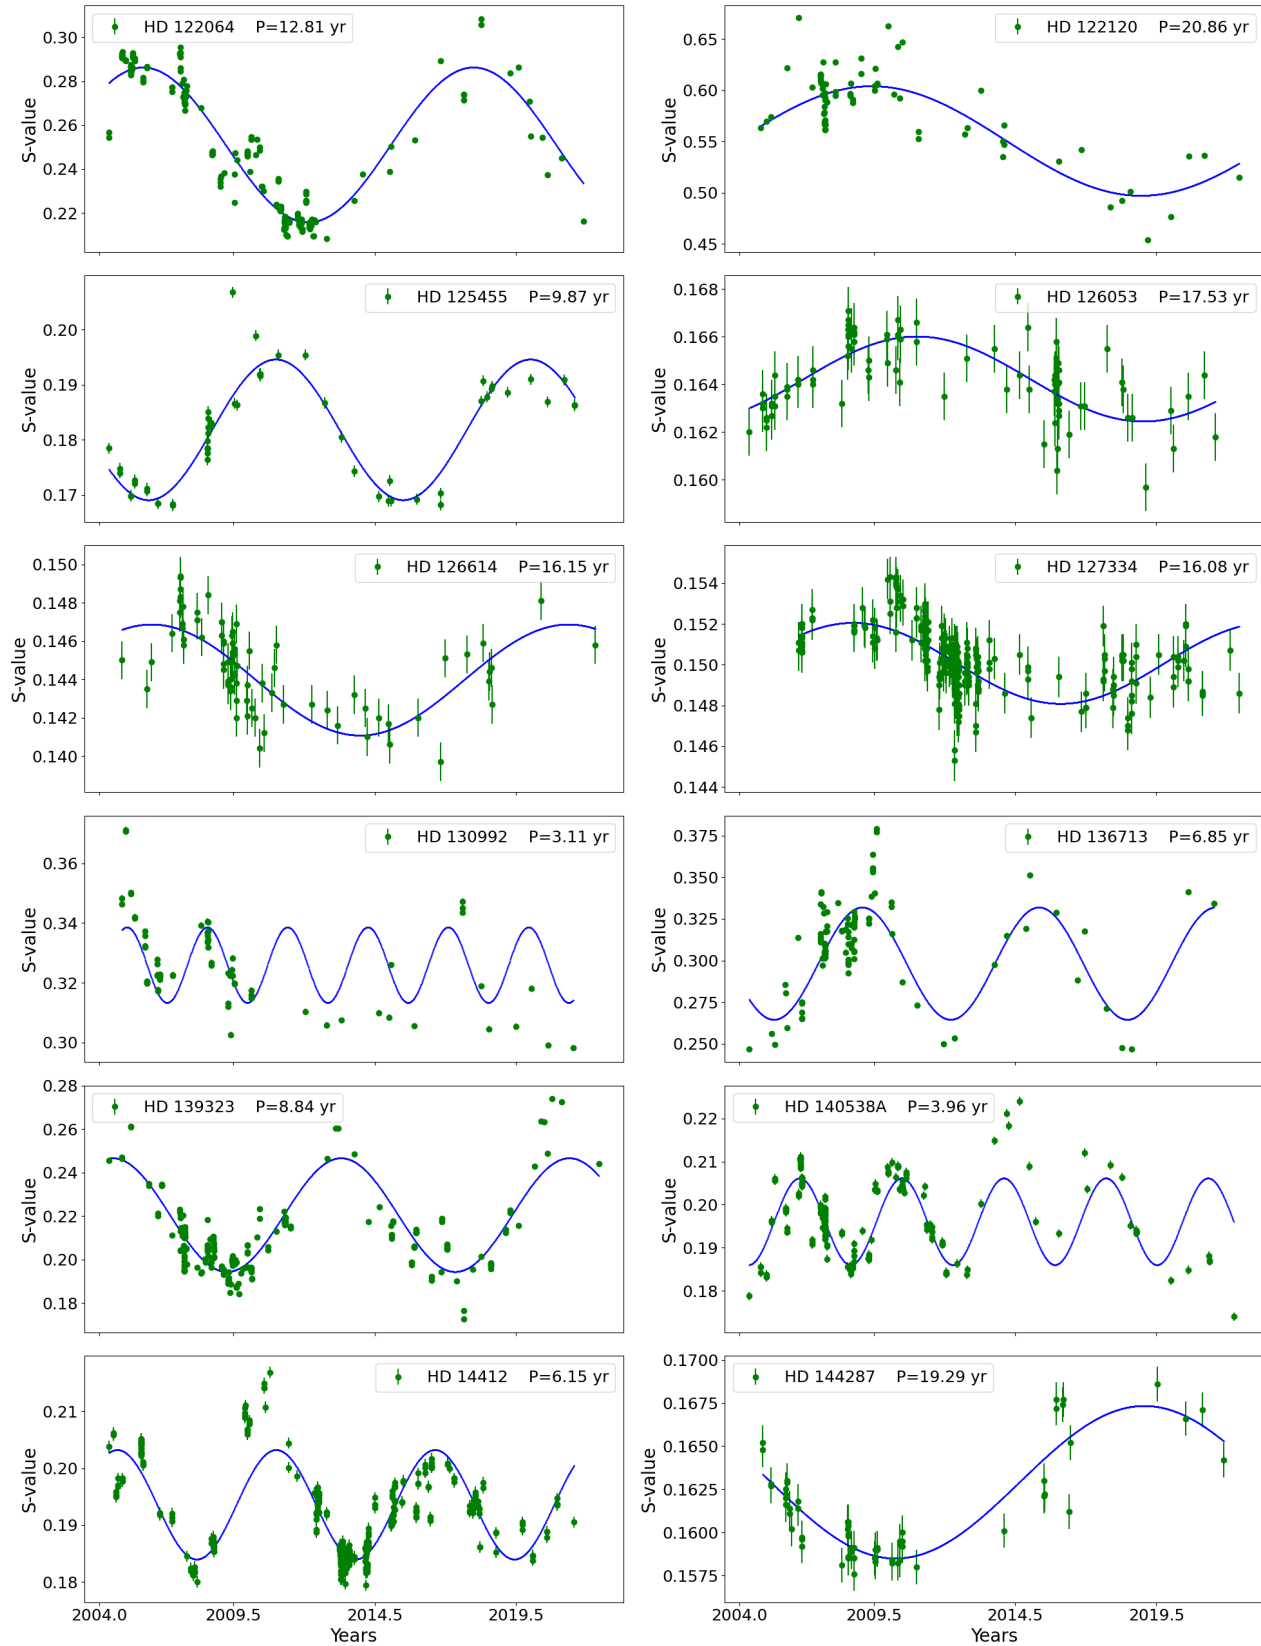 HD 122064 P=12.81 yr
S-value
0.30
0.28
0.26
0.24
0.22
HD 122120 P=20.86 yr
S-value
0.65
0.60
0.55
0.50
0.45
HD 125455 P=9.87 yr
S-value
0.20
0.19
0.18
0.17
HD 126053 P=17.53 yr
S-value
0.168
0.166
0.164
0.162
0.160
HD 126614 P=16.15 yr
S-value
0.150
0.148
0.146
0.144
0.142
0.140
HD 127334 P=16.08 yr
S-value
0.154
0.152
0.150
0.148
0.146
0.144
HD 130992 P=3.11 yr
S-value
0.36
0.34
0.32
0.30
HD 136713 P=6.85 yr
S-value
0.375
0.350
0.325
0.300
0.275
0.250
HD 139323 P=8.84 yr
S-value
0.28
0.26
0.24
0.22
0.20
0.18
HD 140538A P=3.96 yr
S-value
0.22
0.21
0.20
0.19
0.18
HD 14412 P=6.15 yr
S-value
0.21
0.20
0.19
0.18
2004.0 2009.5 2014.5 2019.5
Years
HD 144287 P=19.29 yr
S-value
0.1700
0.1675
0.1650
0.1625
0.1600
0.1575
2004.0 2009.5 2014.5 2019.5
Years